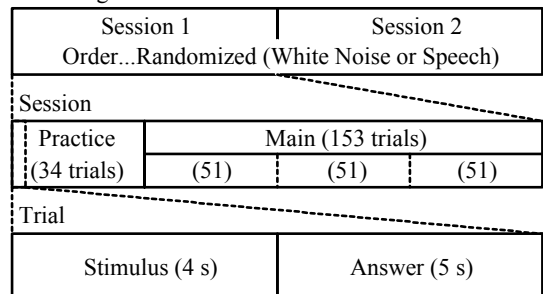 Session 1 Session 2
Order...Randomized (White Noise or Speech)
Session
Practice Main (153 trials)
(34 trials) (51) (51) (51)
Trial
Stimulus (4 s) Answer (5 s)